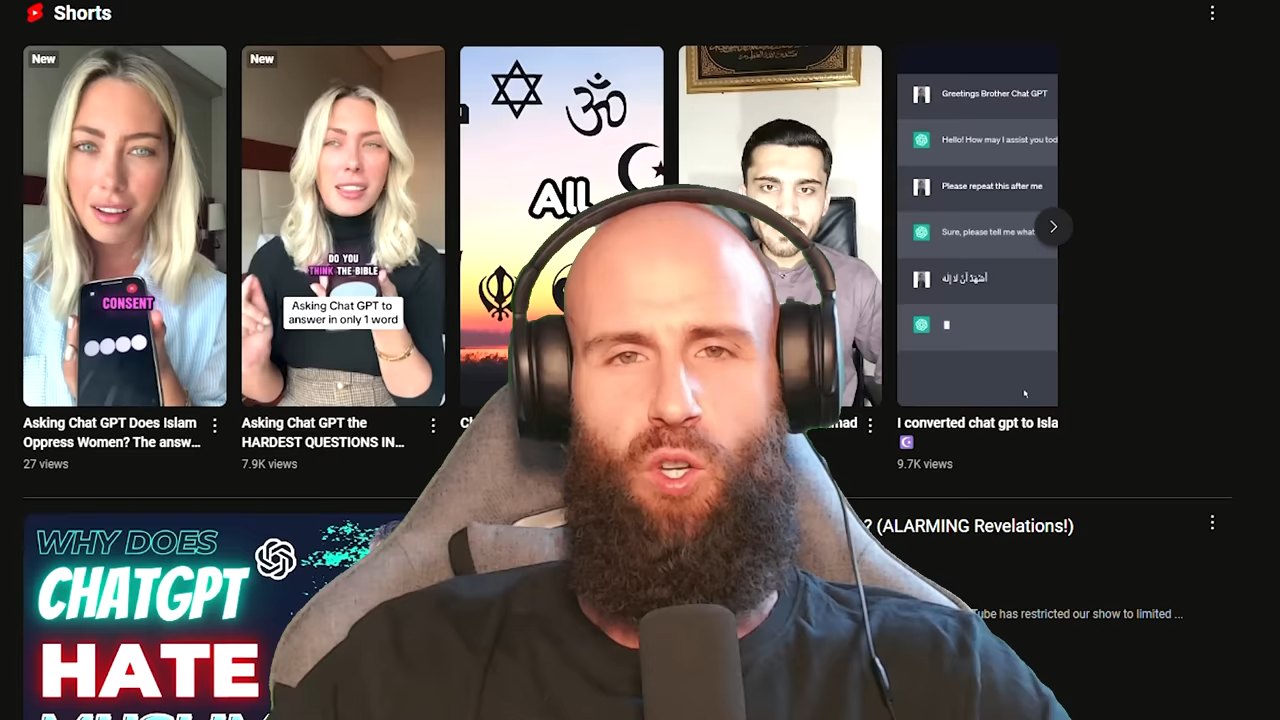 Shorts
New
CONSENT
Asking Chat GPT Does Islam
Oppress Women? The answ...
27 views
New
DO YOU
THINK THE BIBLE
Asking Chat GPT to
answer in only 1 word
Asking Chat GPT the
HARDEST QUESTIONS IN...
7.9K views
All
Greetings Brother Chat GPT
Hello! How may I assist you tod
Please repeat this after me
Sure, please tell me what
أشهد أن لا إله
I converted chat gpt to Isla
9.7K views
WHY DOES
CHATGPT
HATE
? (ALARMING Revelations!)
Tube has restricted our show to limited ...